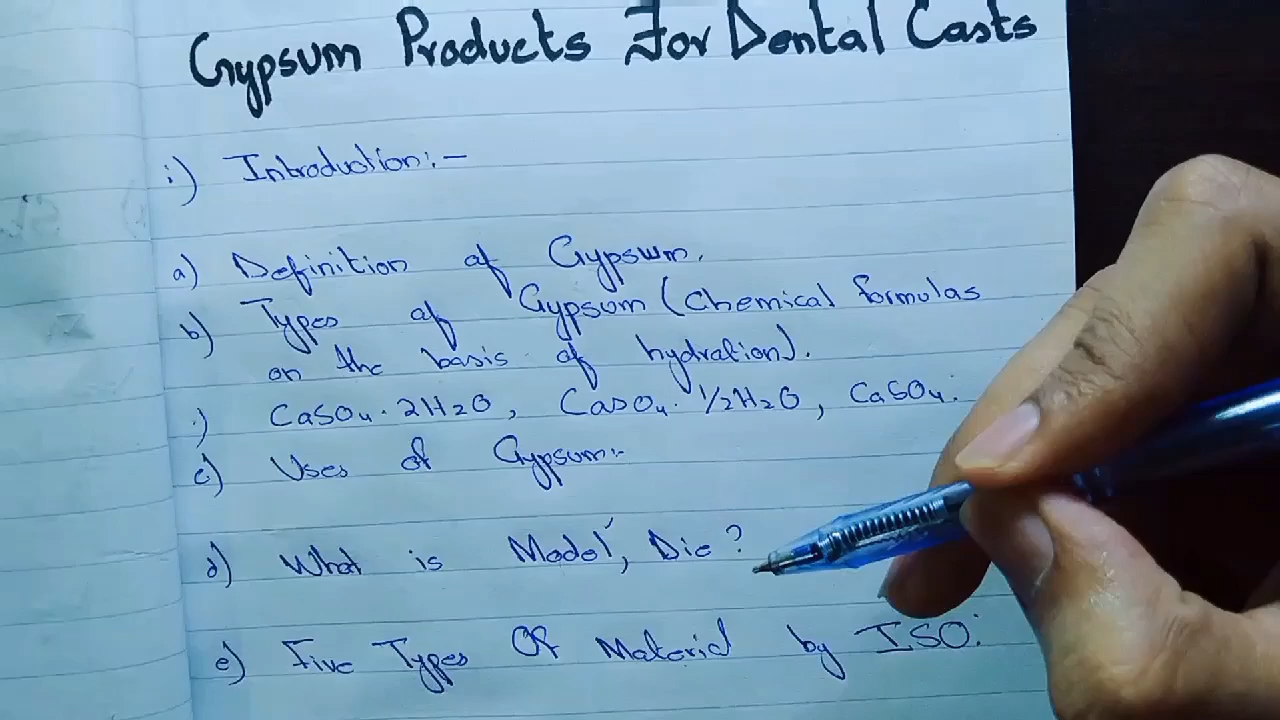 Gypsum Products For Dental Casts
i:) Introduction:-
a) Definition of Gypsum.
b) Types of Gypsum (Chemical formulas
on the basis of hydration).
.) CaSO4.2H2O, CaSO4.1/2H2O, CaSO4.
c) Uses of Gypsum:-
d) What is Model, Die?
e) Five Types Of Material by ISO: